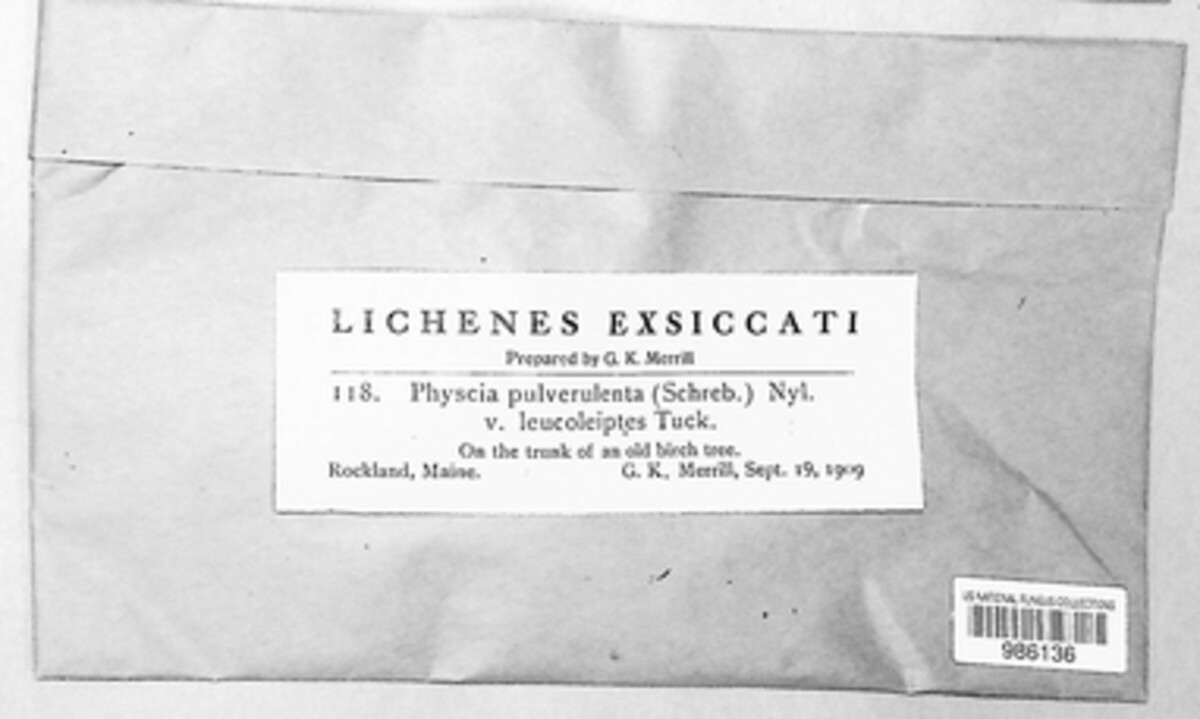 LICHENES EXSICCATI
Prepared by G. K. Merrill
118. Physcia pulverulenta (Schreb.) Nyl.
v. leucoleiptes Tuck.
On the trunk of an old birch tree.
Rockland, Maine. G. K. Merrill, Sept. 19, 1909
US NATIONAL FUNGUS COLLECTIONS
986136